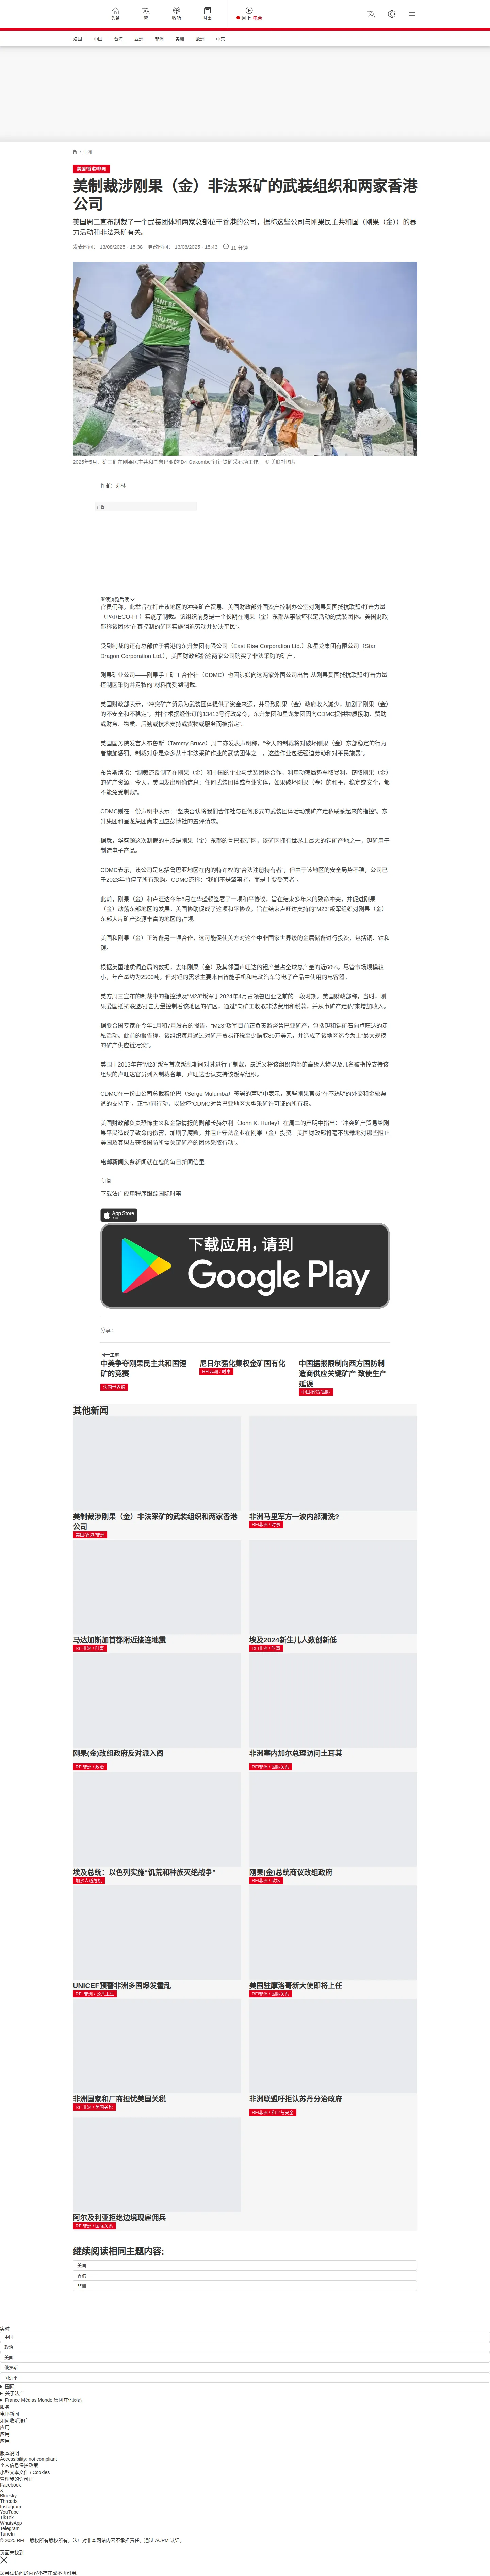 头条
繁
收听
时事
网上 电台
法国
中国
台湾
亚洲
非洲
美洲
欧洲
中东
/ 非洲
美国/香港/非洲
美制裁涉刚果（金）非法采矿的武装组织和两家香港
公司
美国周二宣布制裁了一个武装团体和两家总部位于香港的公司，据称这些公司与刚果民主共和国（刚果（金））的暴
力活动和非法采矿有关。
发表时间： 13/08/2025 - 15:36 更改时间： 13/08/2025 - 15:43 11 分钟
2025年5月，矿工们在刚果民主共和国鲁巴亚的“D4 Gakombe”钶钽铁矿采石场工作。 © 美联社图片
作者： 弗林
广告
继续浏览后续
官员们称，此举旨在打击该地区的冲突矿产贸易。美国财政部外国资产控制办公室对刚果爱国抵抗联盟/打击力量
（PARECO-FF）实施了制裁。该组织前身是一个长期在刚果（金）东部从事破坏稳定活动的武装团体。美国财政
部称该团体“在其控制的矿区实施强迫劳动并处决平民”。
受到制裁的还有总部位于香港的东升集团有限公司（East Rise Corporation Ltd.）和星龙集团有限公司（Star
Dragon Corporation Ltd.）。美国财政部指这两家公司购买了非法采购的矿产。
刚果矿业公司——刚果手工矿工合作社（CDMC）也因涉嫌向这两家外国公司出售“从刚果爱国抵抗联盟/打击力量
控制区采购并走私的”材料而受到制裁。
美国财政部表示，“冲突矿产贸易为武装团体提供了资金来源，并导致刚果（金）政府收入减少，加剧了刚果（金）
的不安全和不稳定”，并指“根据经修订的13413号行政命令，东升集团和星龙集团因向CDMC提供物质援助、赞助
或财务、物质、后勤或技术支持或货物或服务而被指定”。
美国国务院发言人布鲁斯（Tammy Bruce）周二亦发表声明称，“今天的制裁将对破坏刚果（金）东部稳定的行为
者施加惩罚。制裁对象是众多从事非法采矿作业的武装团体之一，这些作业包括强迫劳动和对平民施暴”。
布鲁斯续指：“制裁还反制了在刚果（金）和中国的企业与武装团体合作，利用动荡局势牟取暴利，窃取刚果（金）
的矿产资源。今天，美国发出明确信息：任何武装团体或商业实体，如果破坏刚果（金）的和平、稳定或安全，都
不能免受制裁”。
CDMC则在一份声明中表示：“坚决否认将我们合作社与任何形式的武装团体活动或矿产走私联系起来的指控”。东
升集团和星龙集团尚未回应彭博社的置评请求。
据悉，华盛顿这次制裁的重点是刚果（金）东部的鲁巴亚矿区，该矿区拥有世界上最大的钽矿产地之一，钽矿用于
制造电子产品。
CDMC表示，该公司是包括鲁巴亚地区在内的特许权的“合法注册持有者”，但由于该地区的安全局势不稳，公司已
于2023年暂停了所有采购。CDMC还称：“我们不是肇事者，而是主要受害者”。
此前，刚果（金）和卢旺达今年6月在华盛顿签署了一项和平协议，旨在结束多年来的致命冲突，并促进刚果
（金）动荡东部地区的发展。美国协助促成了这项和平协议，旨在结束卢旺达支持的“M23”叛军组织对刚果（金）
东部大片矿产资源丰富的地区的占领。
美国和刚果（金）正筹备另一项合作，这可能促使美方对这个中非国家世界级的金属储备进行投资，包括铜、钴和
锂。
根据美国地质调查局的数据，去年刚果（金）及其邻国卢旺达的钽产量占全球总产量的近60%。尽管市场规模较
小，年产量约为2500吨，但对钽的需求主要来自智能手机和电动汽车等电子产品中使用的电容器。
美方周三宣布的制裁中的指控涉及“M23”叛军于2024年4月占领鲁巴亚之前的一段时期。美国财政部称，当时，刚
果爱国抵抗联盟/打击力量控制着该地区的矿区，通过“向矿工收取非法费用和税款，并从事矿产走私”来增加收入。
据联合国专家在今年1月和7月发布的报告，“M23”叛军目前正负责监督鲁巴亚矿产，包括钽和锡矿石向卢旺达的走
私活动。此前的报告称，该组织每月通过对矿产贸易征税至少赚取80万美元，并造成了该地区迄今为止“最大规模
的矿产供应链污染”。
美国于2013年在“M23”叛军首次叛乱期间对其进行了制裁，最近又将该组织内部的高级人物以及几名被指控支持该
组织的卢旺达官员列入制裁名单。卢旺达否认支持该叛军组织。
CDMC在一份由公司总裁穆伦巴（Serge Mulumba）签署的声明中表示，某些刚果官员“在不透明的外交和金融渠
道的支持下”，正“协同行动，以破坏”CDMC对鲁巴亚地区大型采矿许可证的所有权。
美国财政部负责恐怖主义和金融情报的副部长赫尔利（John K. Hurley）在周二的声明中指出：“冲突矿产贸易给刚
果平民造成了致命的伤害，加剧了腐败，并阻止守法企业在刚果（金）投资。美国财政部将毫不犹豫地对那些阻止
美国及其盟友获取国防所需关键矿产的团体采取行动”。
电邮新闻头条新闻就在您的每日新闻信里
订阅
下载法广应用程序跟踪国际时事
App Store
下载应用，请到
Google Play
分享：
同一主题
中美争夺刚果民主共和国锂
矿的竞赛
法国世界报
尼日尔强化集权金矿国有化
RFI非洲 / 时事
中国据报限制向西方国防制
造商供应关键矿产 致使生产
延误
中国/经贸/国防
其他新闻
美制裁涉刚果（金）非法采矿的武装组织和两家香港
公司
美国/香港/非洲
非洲马里军方一波内部清洗?
RFI非洲 / 时事
马达加斯加首都附近接连地震
RFI非洲 / 时事
埃及2024新生儿人数创新低
RFI非洲 / 时事
刚果(金)改组政府反对派入阁
RFI非洲 / 政治
非洲塞内加尔总理访问土耳其
RFI非洲 / 国际关系
埃及总统：以色列实施“饥荒和种族灭绝战争”
加沙人道危机
刚果(金)总统商议改组政府
RFI非洲 / 政坛
UNICEF预警非洲多国爆发霍乱
RFI 非洲 / 公共卫生
美国驻摩洛哥新大使即将上任
RFI非洲 / 国际关系
非洲国家和厂商担忧美国关税
RFI非洲 / 美国关税
非洲联盟吁拒认苏丹分治政府
RFI非洲 / 和平与安全
阿尔及利亚拒绝边境现雇佣兵
RFI非洲 / 国际关系
继续阅读相同主题内容:
美国
香港
非洲
实时
中国
政治
美国
俄罗斯
习近平
国际
关于法广
France Médias Monde 集团其他网站
服务
电邮新闻
如何收听法广
应用
应用
应用
版本说明
Accessibility: not compliant
个人信息保护政策
小型文本文件 / Cookies
管理我的许可证
Facebook
X
Bluesky
Threads
Instagram
YouTube
TikTok
WhatsApp
Telegram
TuneIn
© 2025 RFI – 版权所有版权所有。法广对非本网站内容不承担责任。通过 ACPM 认证。
页面未找到
您尝试访问的内容不存在或不再可用。